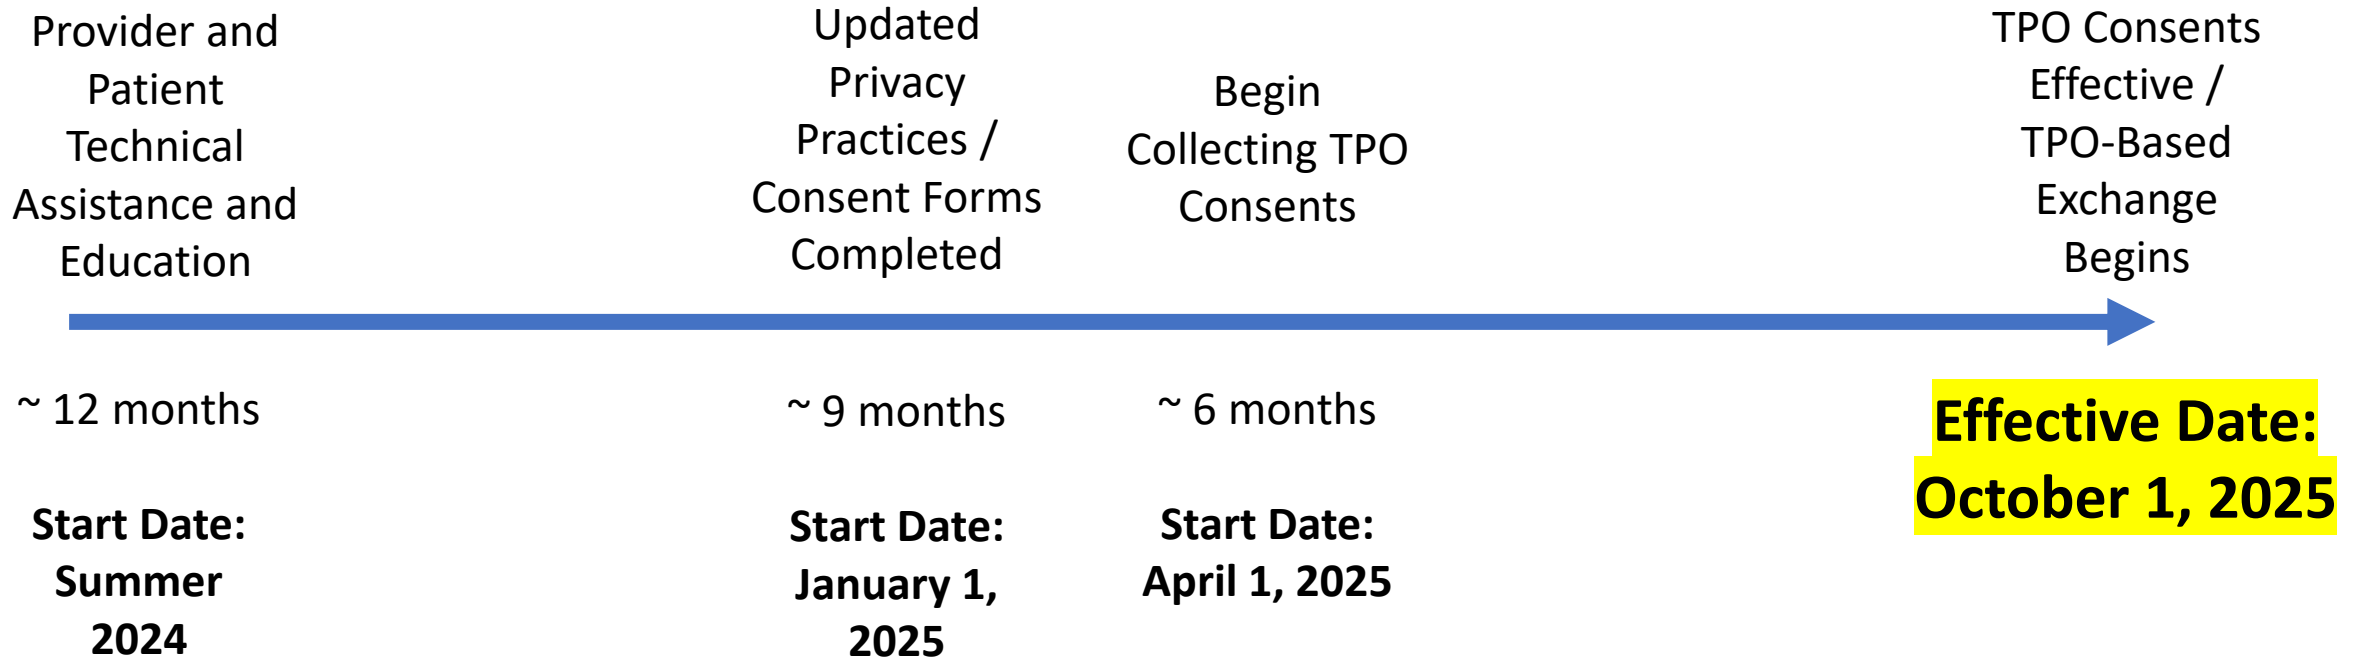 Provider and
Patient
Technical
Assistance and
Education
Updated
Privacy
Practices /
Consent Forms
Completed
Begin
Collecting TPO
Consents
TPO Consents
Effective /
TPO-Based
Exchange
Begins
~ 12 months
~ 9 months
~ 6 months
Effective Date:
October 1, 2025
Start Date:
Summer
2024
Start Date:
January 1,
2025
Start Date:
April 1, 2025